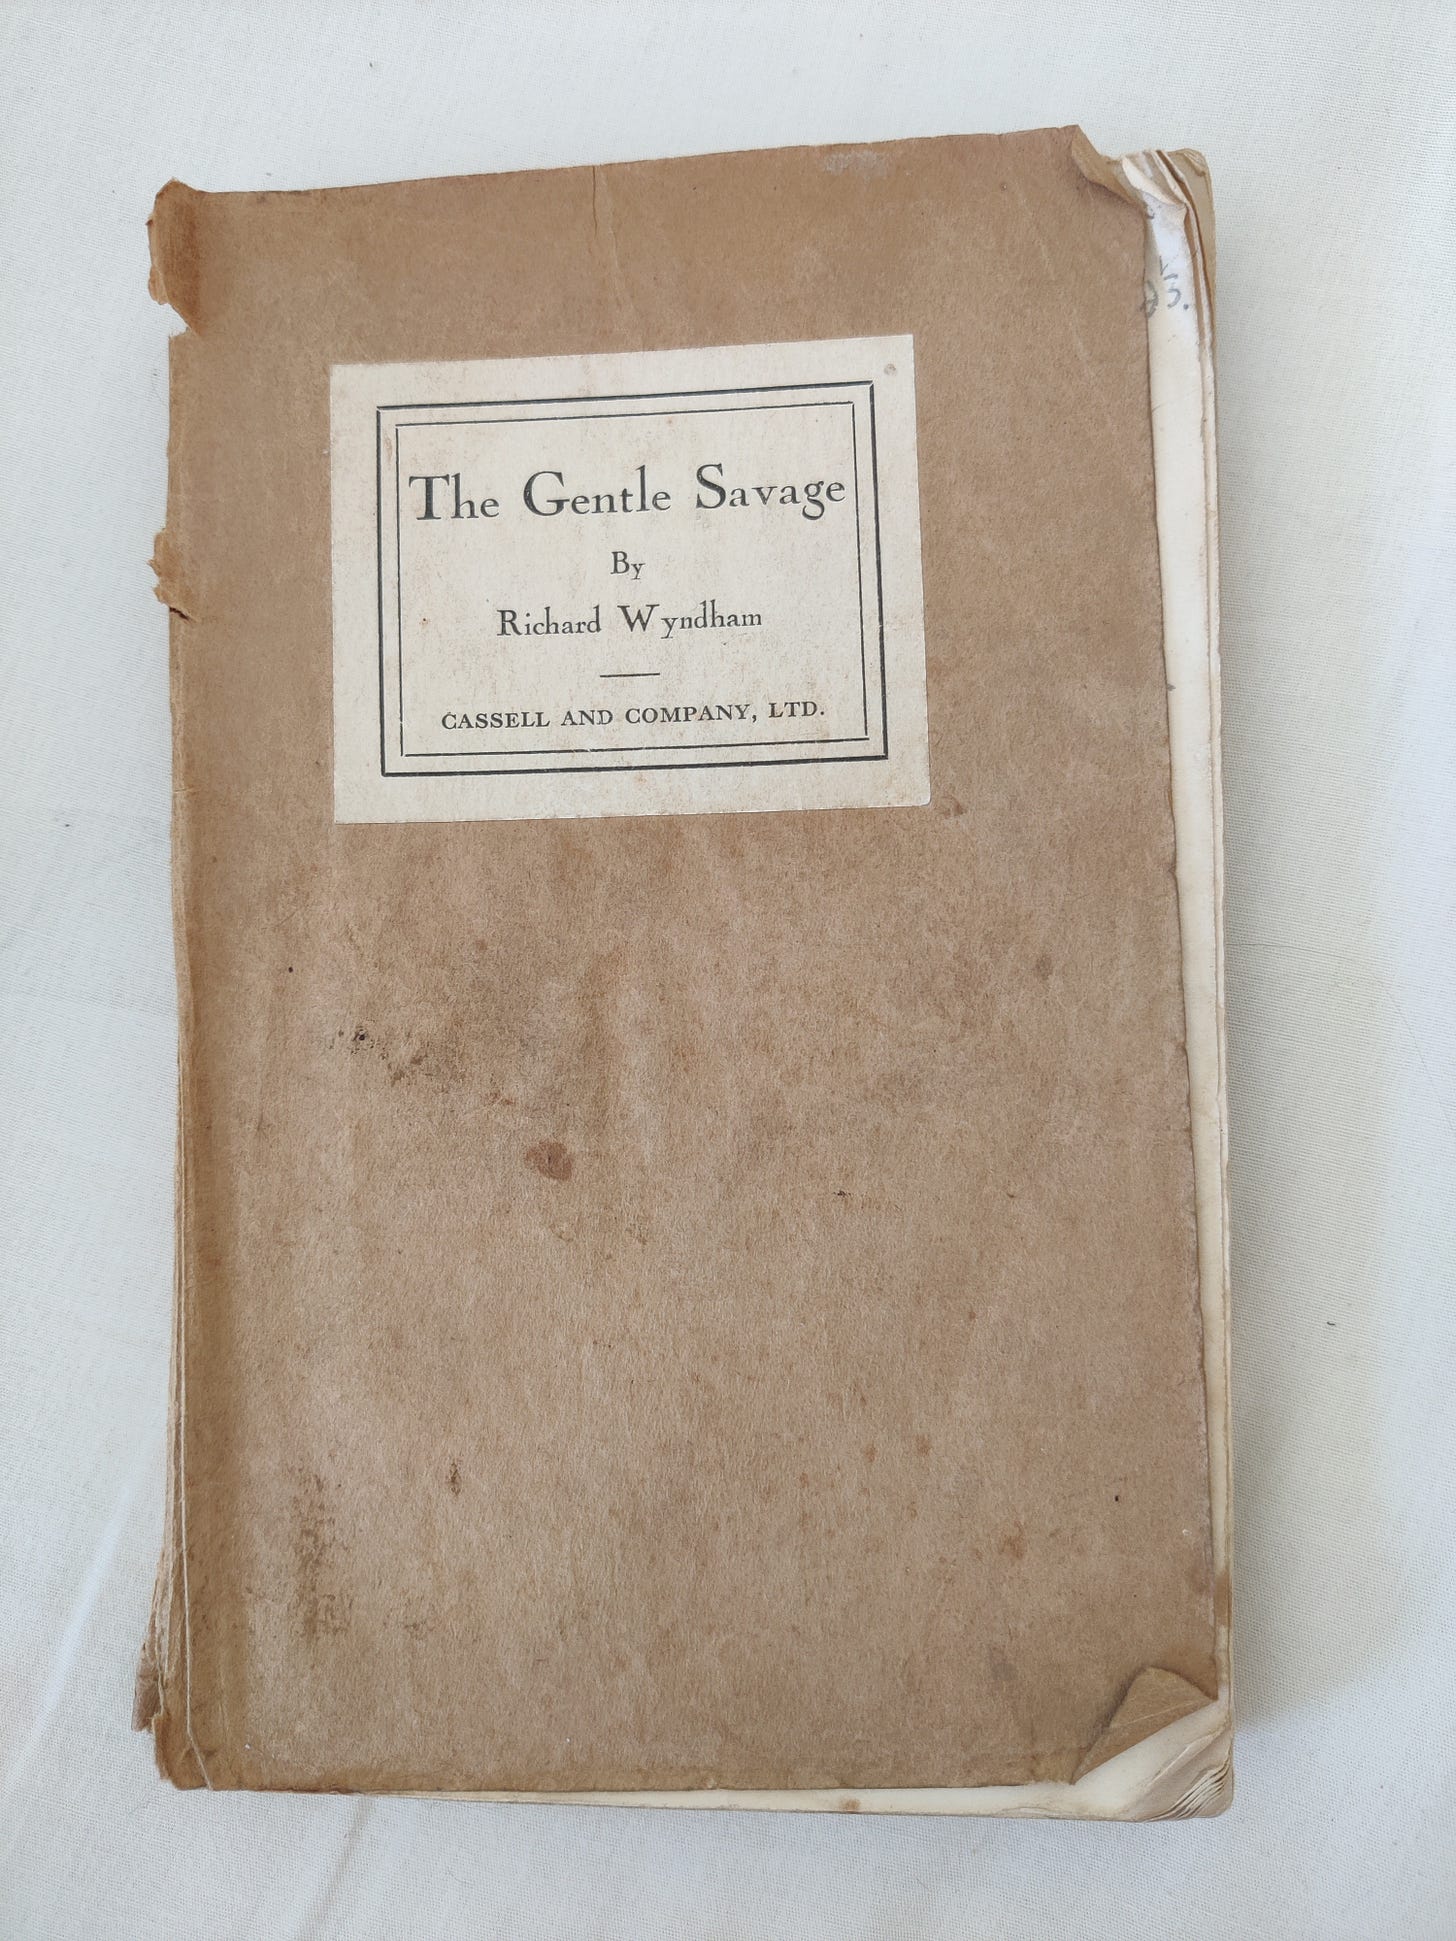 The Gentle Savage
By
Richard Wyndham
CASSELL AND COMPANY, LTD.